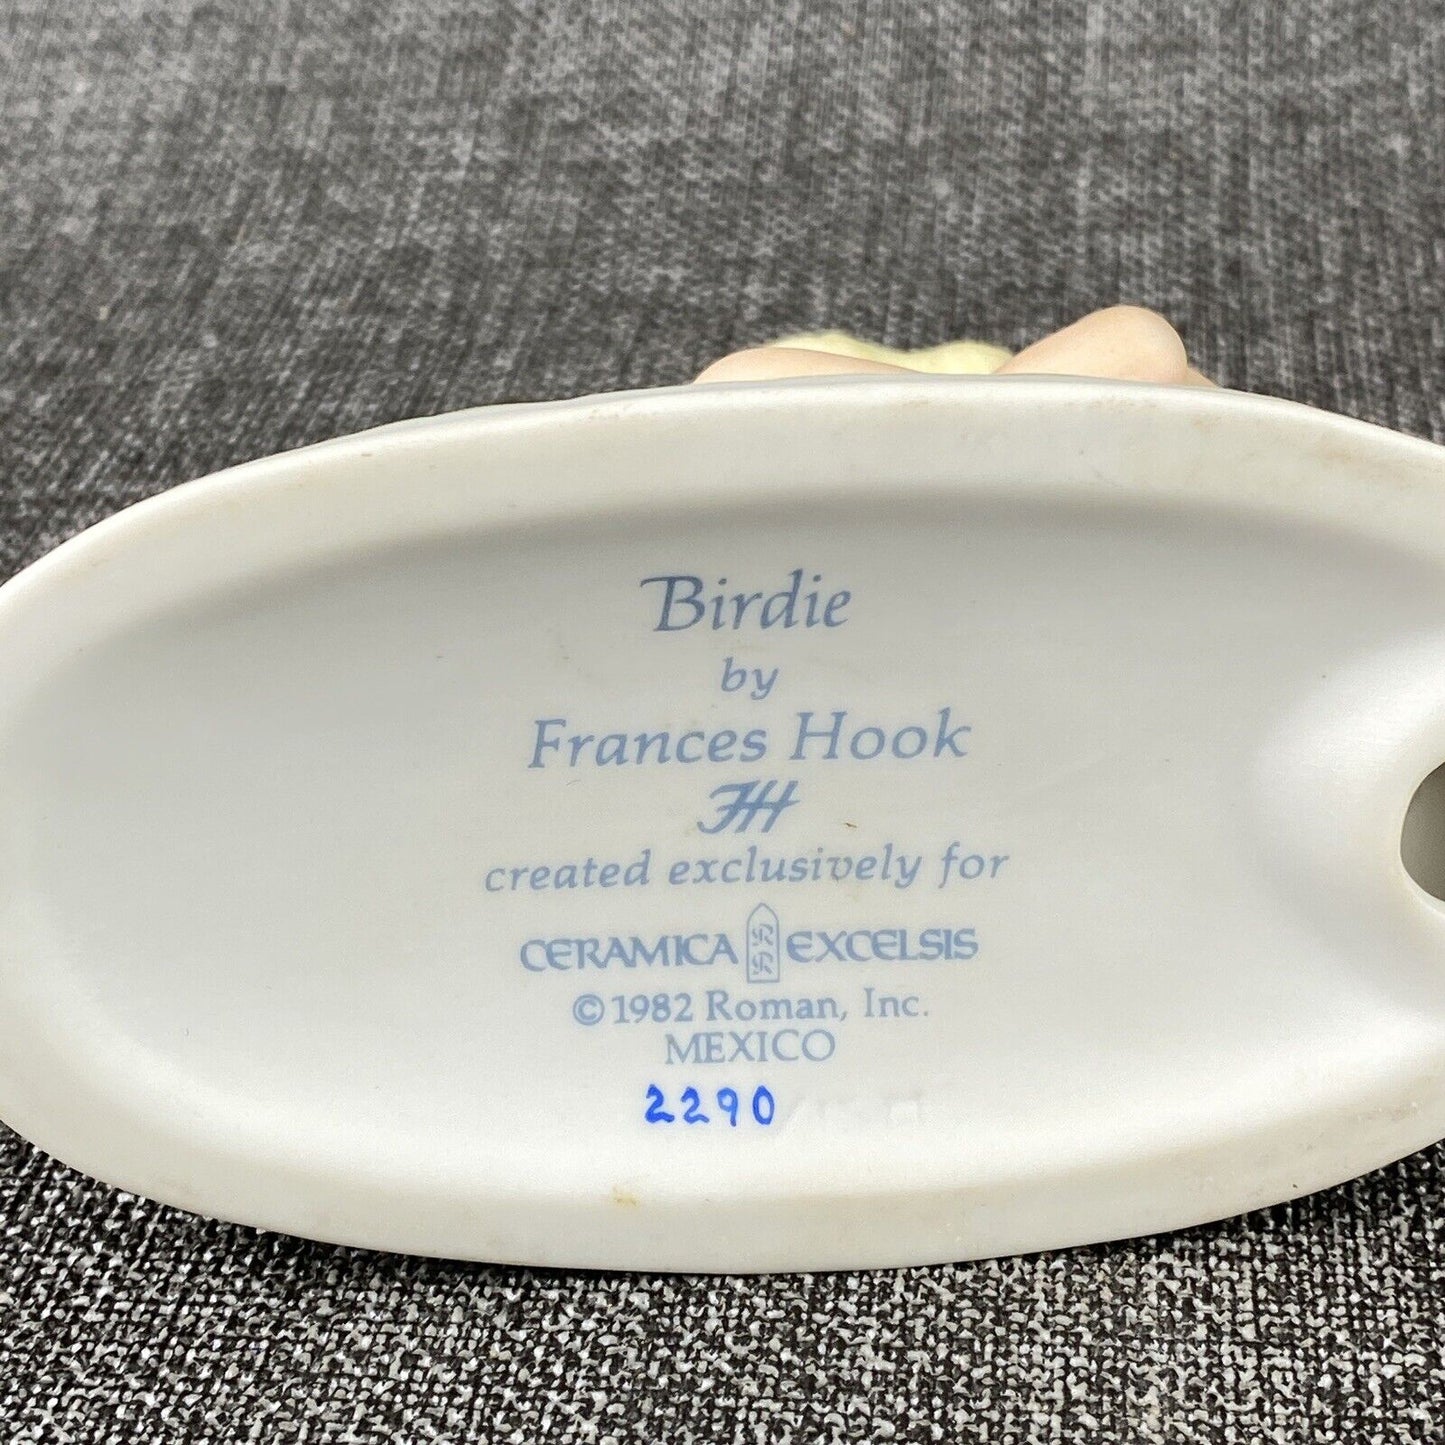 Birdie
by
Frances Hook
FH
created exclusively for
CERAMICA EXCELSIS
©1982 Roman, Inc.
MEXICO
2290